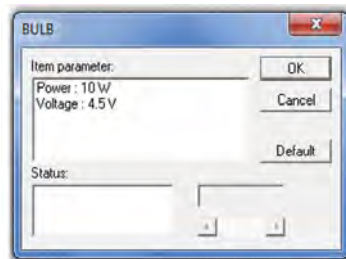 BULB
Item parameter:
Power : 10 W
Voltage : 4.5 V
OK
Cancel
Default
Status: